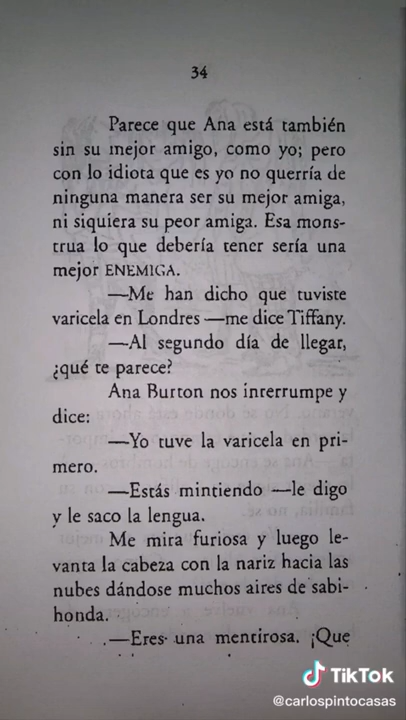 34
Parece que Ana está también
sin su mejor amigo, como yo; pero
con lo idiota que es yo no querría de
ninguna manera ser su mejor amiga,
ni siquiera su peor amiga. Esa mons-
trua lo que debería tener sería una
mejor ENEMIGA.
—Me han dicho que tuviste
varicela en Londres —me dice Tiffany.
—Al segundo día de llegar,
¿qué te parece?
Ana Burton nos interrumpe y
dice:
—Yo tuve la varicela en pri-
mero.
—Estás mintiendo —le digo
y le saco la lengua.
Me mira furiosa y luego le-
vanta la cabeza con la nariz hacia las
nubes dándose muchos aires de sabi-
honda.
—Eres una mentirosa. ¡Que
TikTok
@carlospintocasas